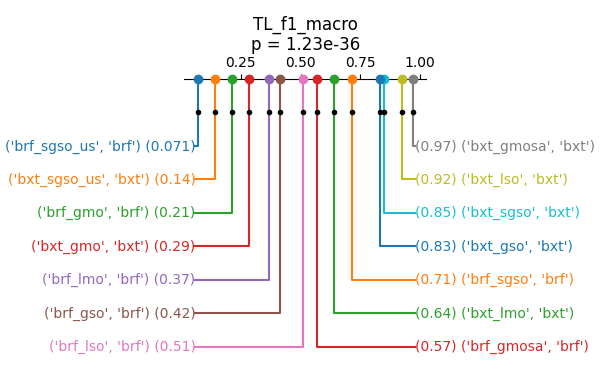 TL_f1_macro
p = 1.23e-36
0.25 0.50 0.75 1.00
('brf_sgso_us', 'brf') (0.071)
(0.97) ('bxt_gmosa', 'bxt')
('bxt_sgso_us', 'bxt') (0.14)
(0.92) ('bxt_lso', 'bxt')
('brf_gmo', 'brf') (0.21)
(0.85) ('bxt_sgso', 'bxt')
('bxt_gmo', 'bxt') (0.29)
(0.83) ('bxt_gso', 'bxt')
('brf_lmo', 'brf') (0.37)
(0.71) ('brf_sgso', 'brf')
('brf_gso', 'brf') (0.42)
(0.64) ('bxt_lmo', 'bxt')
('brf_lso', 'brf') (0.51)
(0.57) ('brf_gmosa', 'brf')